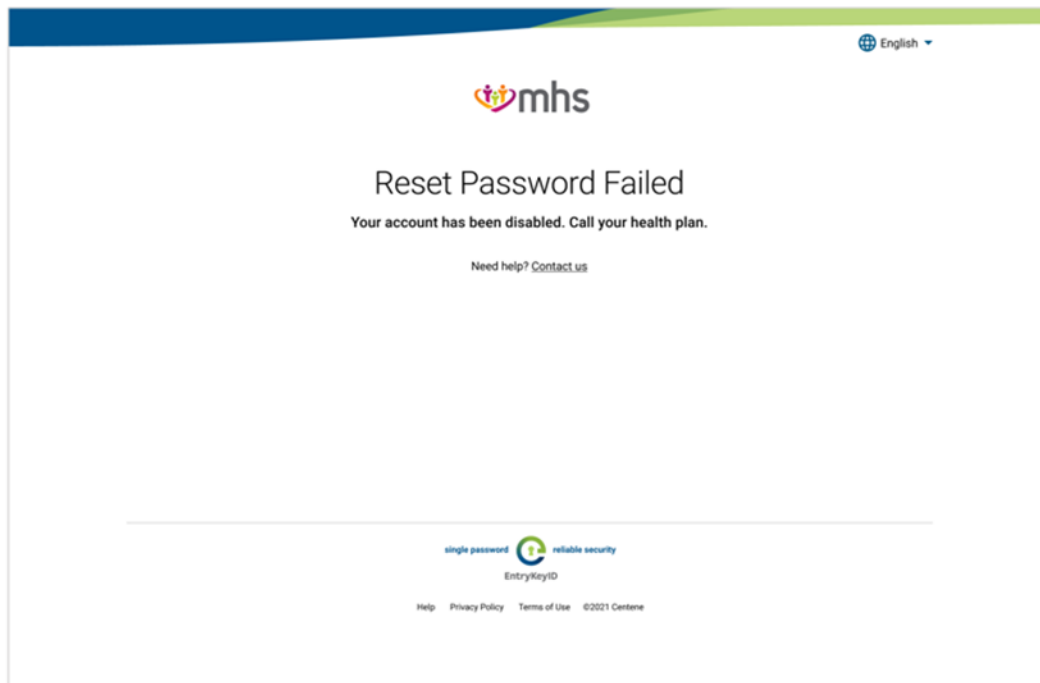 English
mhs
Reset Password Failed
Your account has been disabled. Call your health plan.
Need help? Contact us
single password reliable security
EntryKeyID
Help Privacy Policy Terms of Use ©2021 Centene